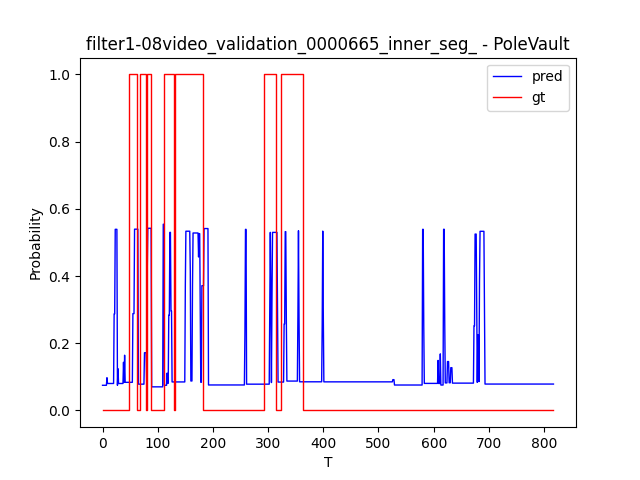 filter1-08video_validation_0000665_inner_seg_ - PoleVault
pred
gt
1.0
0.8
0.6
0.4
0.2
0.0
Probability
0 100 200 300 400 500 600 700 800
T